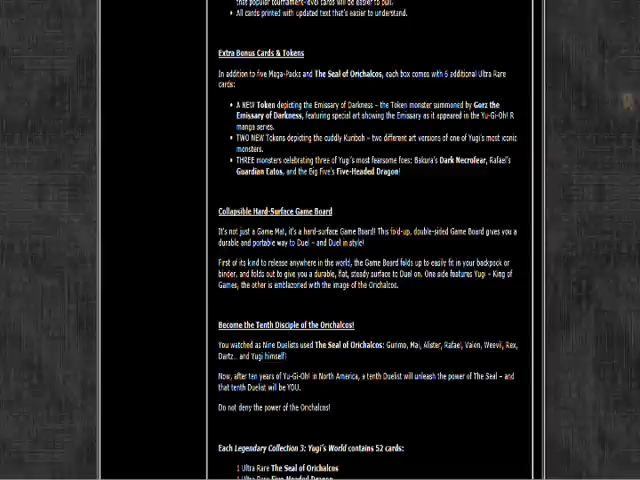 that popular tournament-level cards will be easier to pull.
• All cards printed with updated text that's easier to understand.
Extra Bonus Cards & Tokens
In addition to five Mega-Packs and The Seal of Orichalcos, each box comes with 6 additional Ultra Rare
cards:
• A NEW Token depicting the Emissary of Darkness – the Token monster summoned by Gorz the
Emissary of Darkness, featuring special art showing the Emissary as it appeared in the Yu-Gi-Oh! R
manga series.
• TWO NEW Tokens depicting the cuddly Kuriboh – two different art versions of one of Yugi's most iconic
monsters.
• THREE monsters celebrating three of Yugi's most fearsome foes: Bakura's Dark Necrofear, Rafael's
Guardian Eatos, and the Big Five's Five-Headed Dragon!
Collapsible Hard-Surface Game Board
It's not just a Game Mat, it's a hard-surface Game Board! This fold-up, double-sided Game Board gives you a
durable and portable way to Duel – and Duel in style!
First of its kind to release anywhere in the world, the Game Board folds up to easily fit in your backpack or
binder, and folds out to give you a durable, flat, steady surface to Duel on. One side features Yugi – King of
Games, the other is emblazoned with the image of the Orichalcos.
Become the Tenth Disciple of the Orichalcos!
You watched as Nine Duelists used The Seal of Orichalcos: Gurimo, Mai, Alister, Rafael, Valon, Weevil, Rex,
Dartz.. and Yugi himself!
Now, after ten years of Yu-Gi-Oh! in North America, a tenth Duelist will unleash the power of The Seal – and
that tenth Duelist will be YOU.
Do not deny the power of the Orichalcos!
Each Legendary Collection 3: Yugi's World contains 52 cards:
1 Ultra Rare The Seal of Orichalcos
1 Ultra Rare Five-Headed Dragon